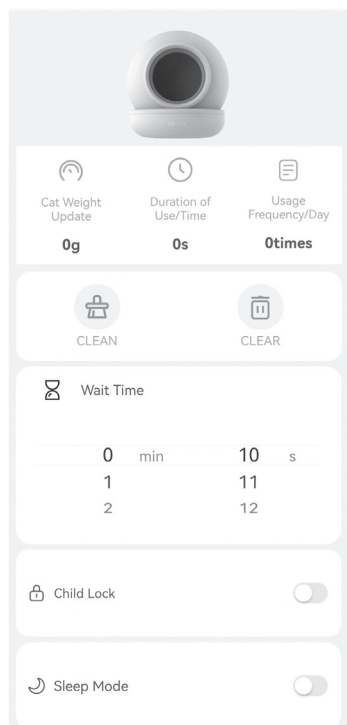 Cat Weight
Update
Duration of
Use/Time
Usage
Frequency/Day
0g
0s
0times
CLEAN
CLEAR
Wait Time
0 min 10 s
1 11
2 12
Child Lock
Sleep Mode